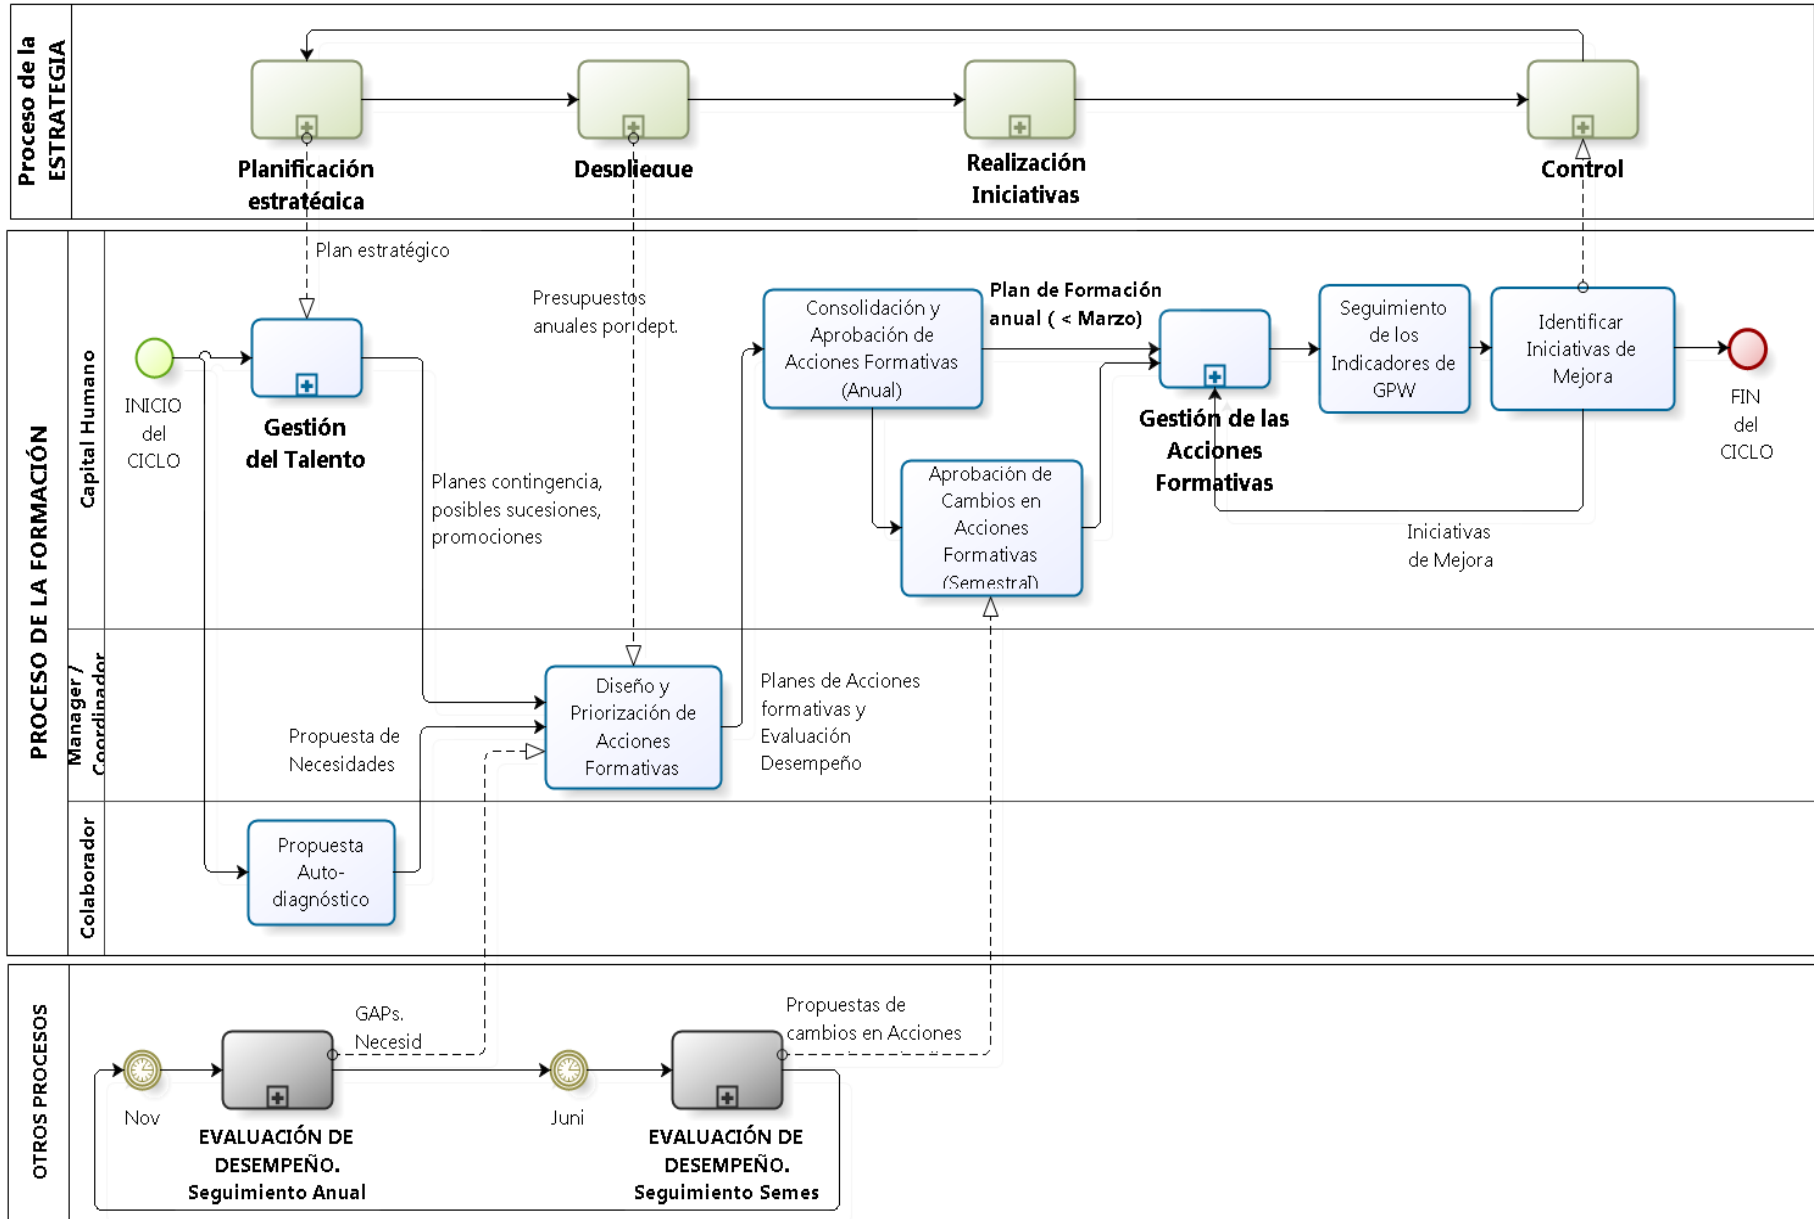 Proceso de la
ESTRATEGIA
Planificación
estratégica
Despliegue
Realización
Iniciativas
Control
PROCESO DE LA FORMACIÓN
Capital Humano
Plan estratégico
Presupuestos
anuales por dept.
INICIO
del
CICLO
Gestión
del Talento
Planes contingencia,
posibles sucesiones,
promociones
Consolidación y
Aprobación de
Acciones Formativas
(Anual)
Plan de Formación
anual ( < Marzo)
Aprobación de
Cambios en
Acciones
Formativas
(Semestral)
Gestión de las
Acciones
Formativas
Seguimiento
de los
Indicadores de
GPW
Identificar
Iniciativas de
Mejora
FIN
del
CICLO
Iniciativas
de Mejora
Manager /
Coordinador
Propuesta de
Necesidades
Diseño y
Priorización de
Acciones
Formativas
Planes de Acciones
formativas y
Evaluación
Desempeño
Colaborador
Propuesta
Auto-
diagnóstico
OTROS PROCESOS
GAPs.
Necesid
Propuestas de
cambios en Acciones
Nov
EVALUACIÓN DE
DESEMPEÑO.
Seguimiento Anual
Juni
EVALUACIÓN DE
DESEMPEÑO.
Seguimiento Semes